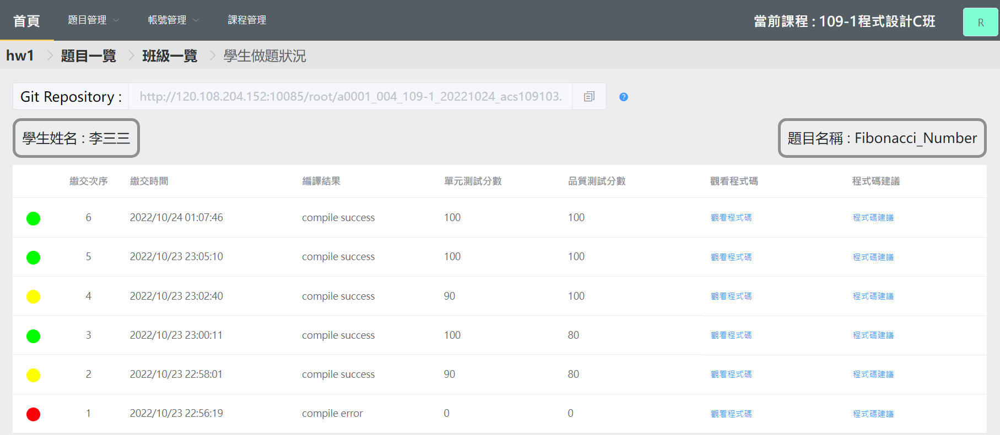 首頁 題目管理 帳號管理 課程管理 當前課程 : 109-1程式設計C班 R
hw1 題目一覽 班級一覽 學生做題狀況
Git Repository : http://120.108.204.152:10085/root/a0001_004_109-1_20221024_acs109103. ?
學生姓名 : 李三三 題目名稱 : Fibonacci_Number
繳交次序 繳交時間 編譯結果 單元測試分數 品質測試分數 觀看程式碼 程式碼建議
6 2022/10/24 01:07:46 compile success 100 100 觀看程式碼 程式碼建議
5 2022/10/23 23:05:10 compile success 100 100 觀看程式碼 程式碼建議
4 2022/10/23 23:02:40 compile success 90 100 觀看程式碼 程式碼建議
3 2022/10/23 23:00:11 compile success 100 80 觀看程式碼 程式碼建議
2 2022/10/23 22:58:01 compile success 90 80 觀看程式碼 程式碼建議
1 2022/10/23 22:56:19 compile error 0 0 觀看程式碼 程式碼建議